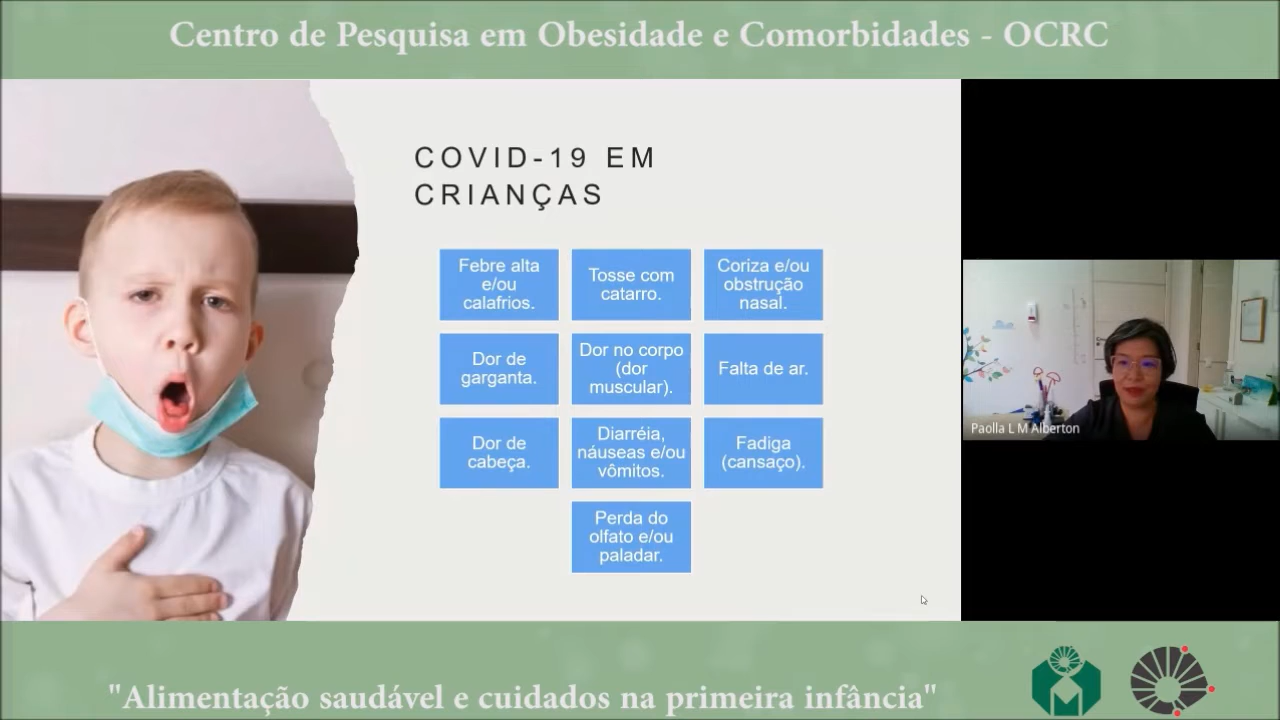 Centro de Pesquisa em Obesidade e Comorbidades - OCRC
COVID-19 EM
CRIANÇAS
Febre alta
e/ou
calafrios.
Tosse com
catarro.
Coriza e/ou
obstrução
nasal.
Dor de
garganta.
Dor no corpo
(dor
muscular).
Falta de ar.
Dor de
cabeça.
Diarréia,
náuseas e/ou
vômitos.
Fadiga
(cansaço).
Perda do
olfato e/ou
paladar.
Paolla L M Alberton
"Alimentação saudável e cuidados na primeira infância"